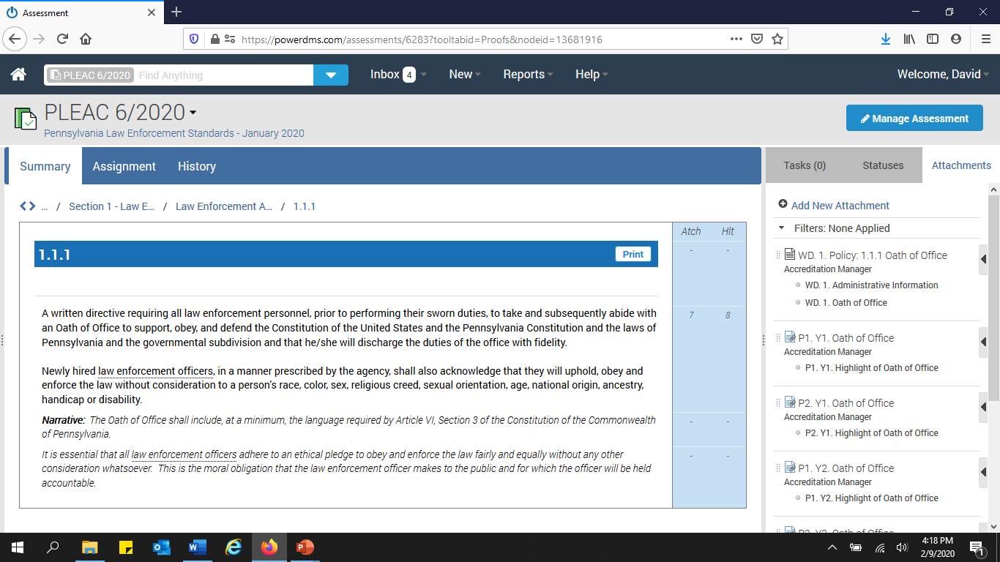 Assessment
https://powerdms.com/assessments/6283?tooltabid=Proofs&nodeid=13681916
PLEAC 6/2020 Find Anything
Inbox 4 New Reports Help Welcome, David
PLEAC 6/2020
Pennsylvania Law Enforcement Standards - January 2020
Manage Assessment
Summary Assignment History
Tasks (0) Statuses Attachments
... / Section 1 - Law E... / Law Enforcement A... / 1.1.1
Atch Hlt
1.1.1 Print
- -
A written directive requiring all law enforcement personnel, prior to performing their sworn duties, to take and subsequently abide with
an Oath of Office to support, obey, and defend the Constitution of the United States and the Pennsylvania Constitution and the laws of
Pennsylvania and the governmental subdivision and that he/she will discharge the duties of the office with fidelity.
7 8
Newly hired law enforcement officers, in a manner prescribed by the agency, shall also acknowledge that they will uphold, obey and
enforce the law without consideration to a person's race, color, sex, religious creed, sexual orientation, age, national origin, ancestry,
handicap or disability.
Narrative: The Oath of Office shall include, at a minimum, the language required by Article VI, Section 3 of the Constitution of the Commonwealth
of Pennsylvania.
- -
It is essential that all law enforcement officers adhere to an ethical pledge to obey and enforce the law fairly and equally without any other
consideration whatsoever. This is the moral obligation that the law enforcement officer makes to the public and for which the officer will be held
accountable.
- -
Add New Attachment
Filters: None Applied
WD. 1. Policy: 1.1.1 Oath of Office
Accreditation Manager
WD. 1. Administrative Information
WD. 1. Oath of Office
P1. Y1. Oath of Office
Accreditation Manager
P1. Y1. Highlight of Oath of Office
P2. Y1. Oath of Office
Accreditation Manager
P2. Y1. Highlight of Oath of Office
P1. Y2. Oath of Office
Accreditation Manager
P1. Y2. Highlight of Oath of Office
4:18 PM
2/9/2020
1